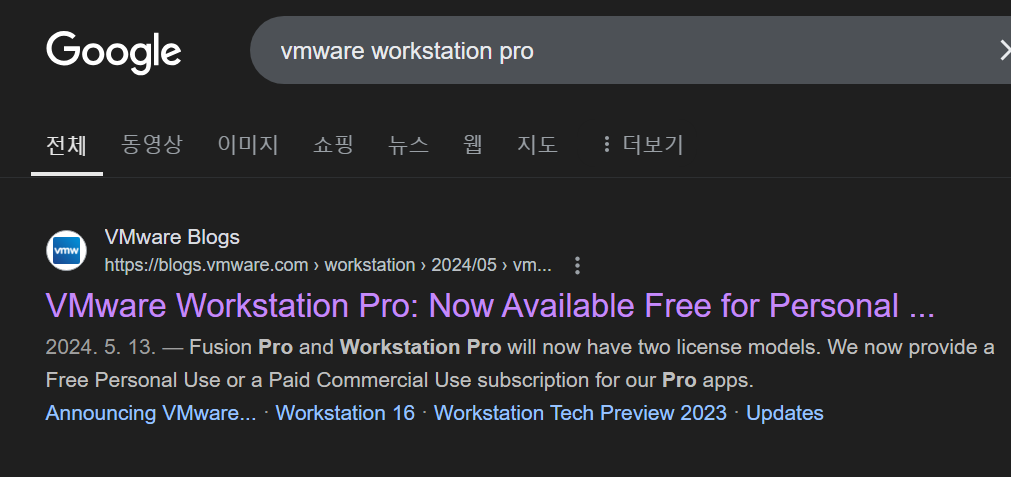 Google vmware workstation pro
전체 동영상 이미지 쇼핑 뉴스 웹 지도 더보기
vmw VMware Blogs
https://blogs.vmware.com › workstation › 2024/05 › vm...
VMware Workstation Pro: Now Available Free for Personal ...
2024. 5. 13. — Fusion Pro and Workstation Pro will now have two license models. We now provide a
Free Personal Use or a Paid Commercial Use subscription for our Pro apps.
Announcing VMware... · Workstation 16 · Workstation Tech Preview 2023 · Updates